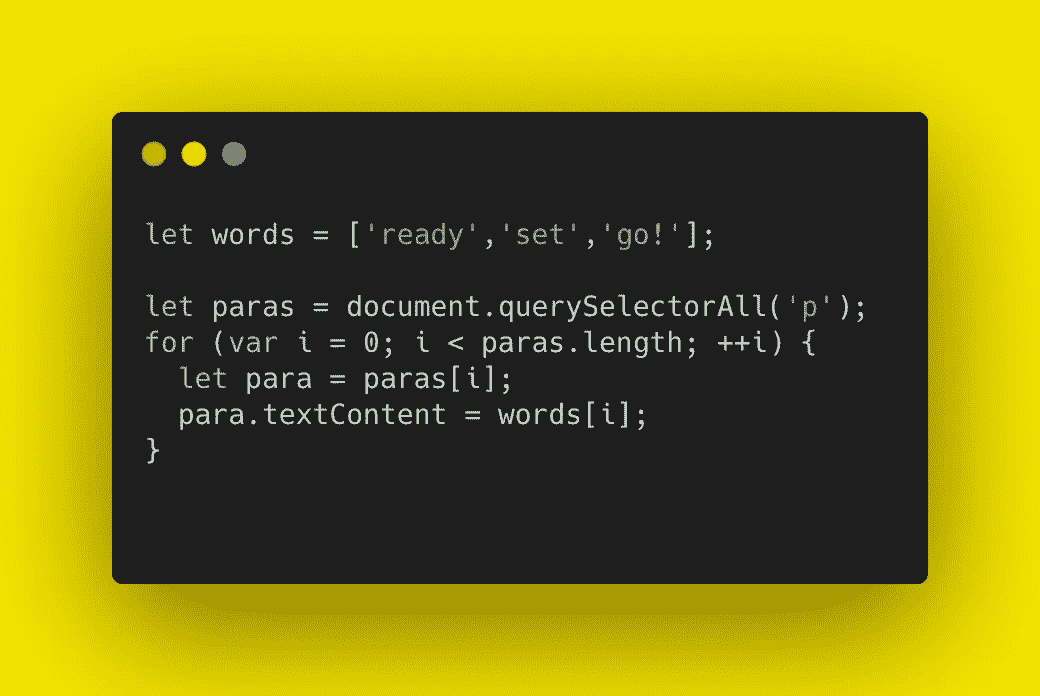 let words = ['ready','set','go!'];
let paras = document.querySelectorAll('p');
for (var i = 0; i < paras.length; ++i) {
  let para = paras[i];
  para.textContent = words[i];
}